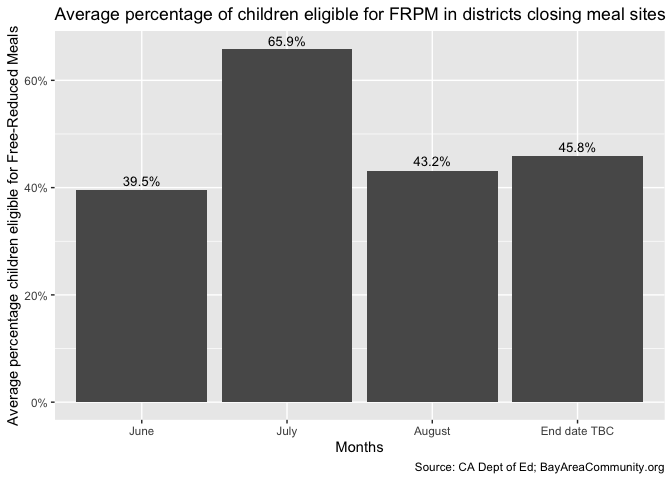 Average percentage of children eligible for FRPM in districts closing meal sites
Average percentage children eligible for Free-Reduced Meals
60%
40%
20%
0%
39.5%
65.9%
43.2%
45.8%
June
July
August
End date TBC
Months
Source: CA Dept of Ed; BayAreaCommunity.org